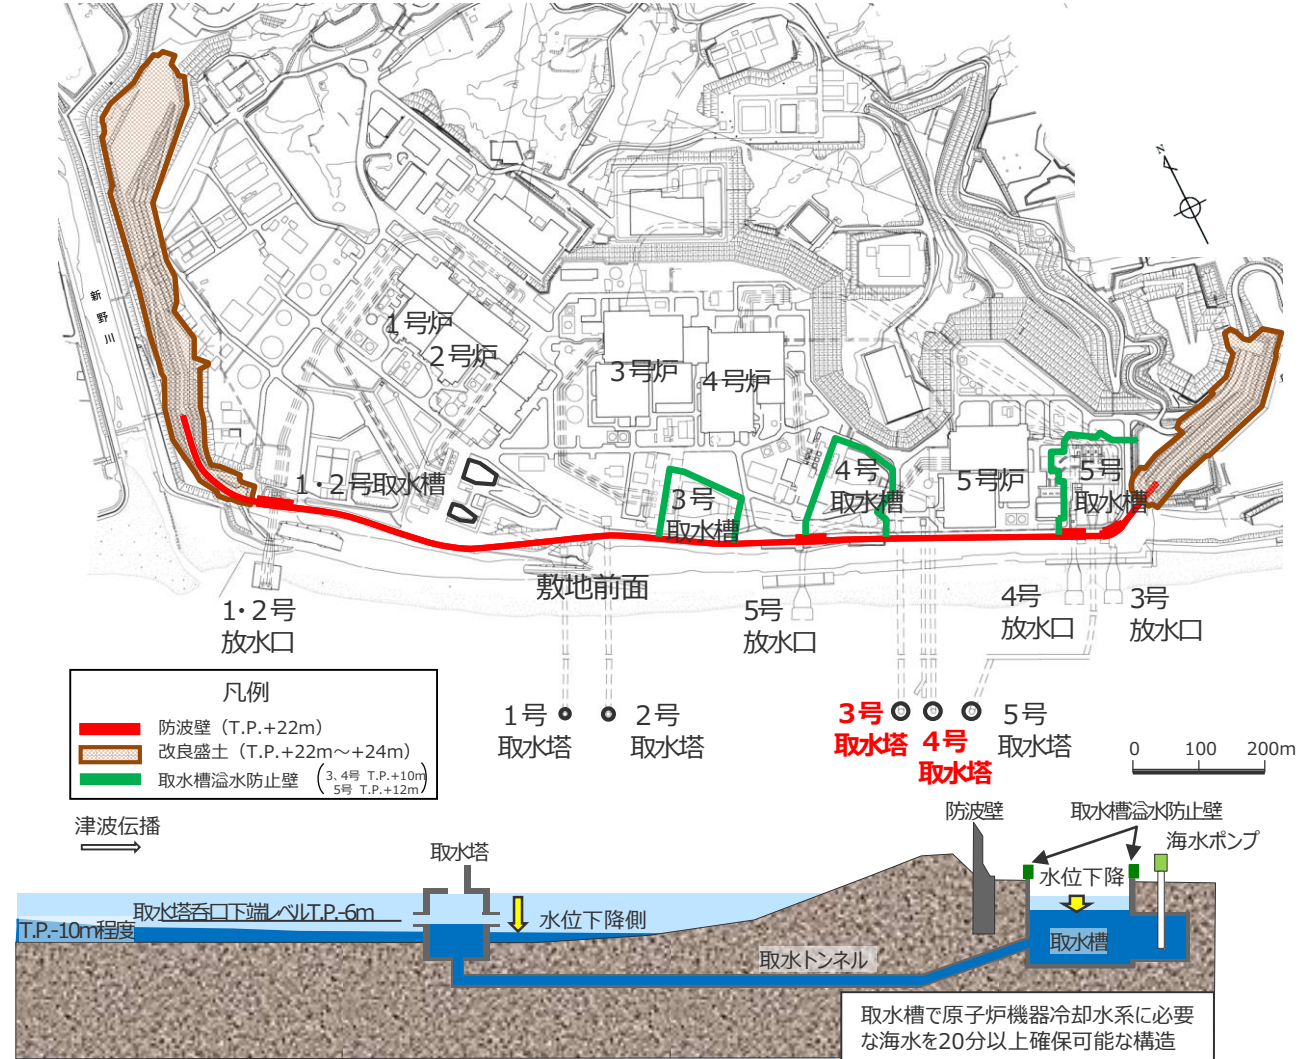 N
新
野
川
1号炉
2号炉
3号炉
4号炉
5号炉
1・2号取水槽
3号
取水槽
4号
取水槽
5号
取水槽
敷地前面
1・2号
放水口
5号
放水口
4号
放水口
3号
放水口
1号
取水塔
2号
取水塔
3号
取水塔
4号
取水塔
5号
取水塔
0 100 200m
凡例
防波壁（T.P.+22m）
改良盛土（T.P.+22m～+24m）
取水槽溢水防止壁（3、4号 T.P.+10m
5号 T.P.+12m）
津波伝播
取水塔
防波壁
取水槽溢水防止壁
海水ポンプ
水位下降
取水塔呑口下端レベルT.P.-6m
T.P.-10m程度
水位下降側
取水槽
取水トンネル
取水槽で原子炉機器冷却水系に必要
な海水を20分以上確保可能な構造